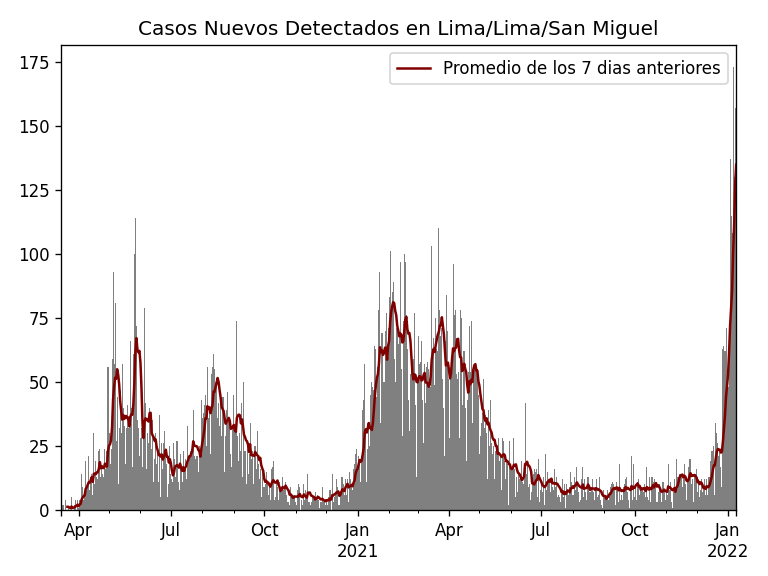 Casos Nuevos Detectados en Lima/Lima/San Miguel
Promedio de los 7 dias anteriores
175
150
125
100
75
50
25
0
Apr
Jul
Oct
Jan
2021
Apr
Jul
Oct
Jan
2022